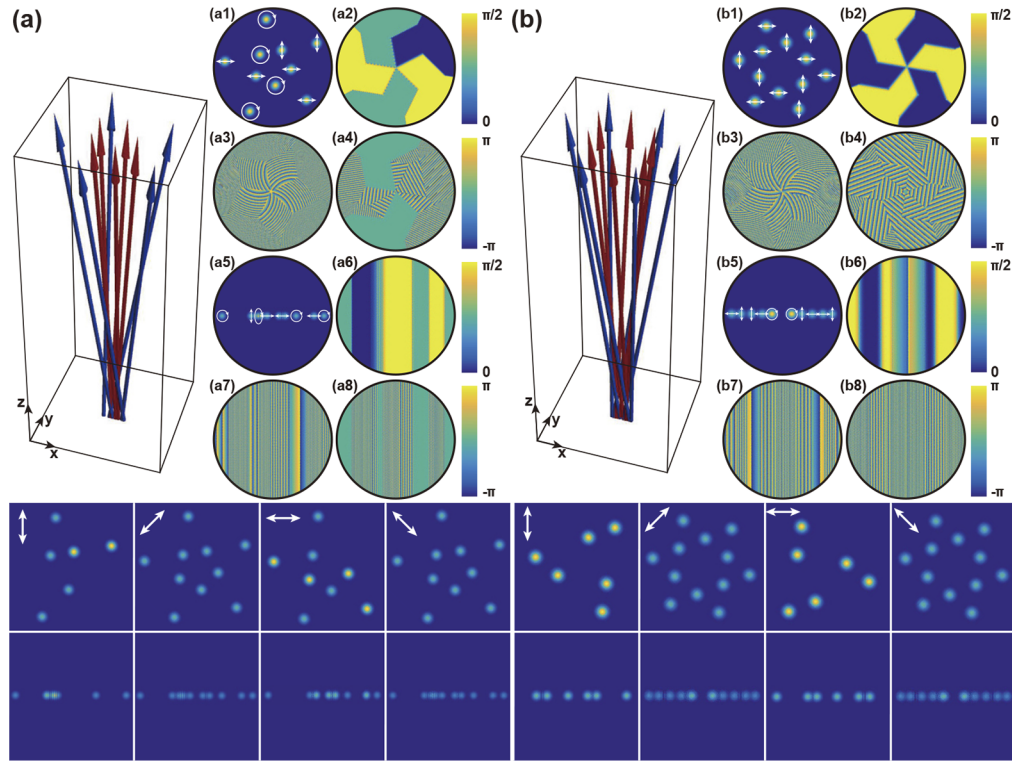 (a)
(a1)
(a2)
π/2
0
(a3)
(a4)
π
-π
(a5)
(a6)
π/2
0
(a7)
(a8)
π
-π
z
y
x
(b)
(b1)
(b2)
π/2
0
(b3)
(b4)
π
-π
(b5)
(b6)
π/2
0
(b7)
(b8)
π
-π
z
y
x